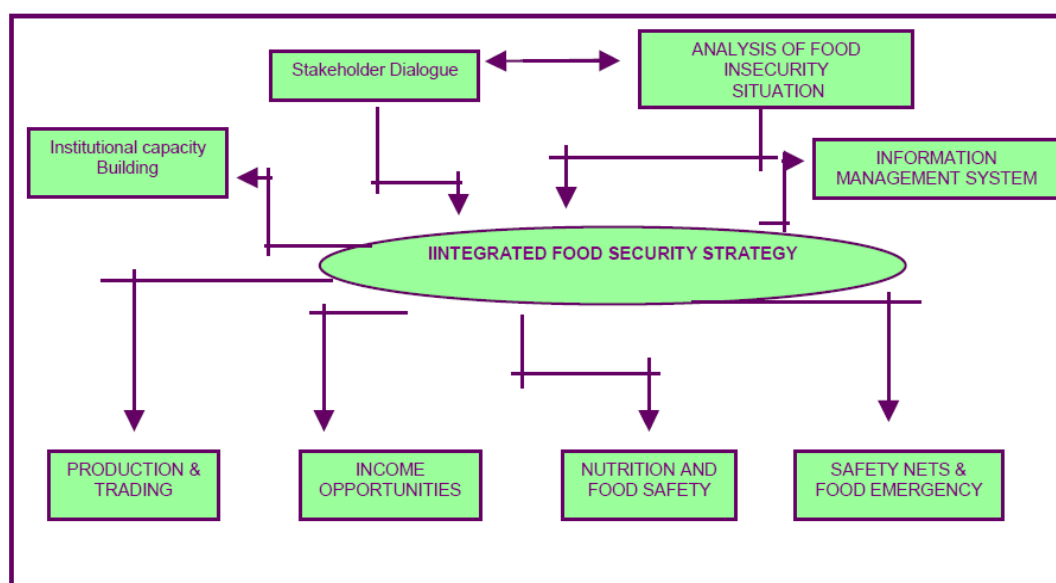 Stakeholder Dialogue
ANALYSIS OF FOOD
INSECURITY
SITUATION
Institutional capacity
Building
INFORMATION
MANAGEMENT SYSTEM
IINTEGRATED FOOD SECURITY STRATEGY
PRODUCTION &
TRADING
INCOME
OPPORTUNITIES
NUTRITION AND
FOOD SAFETY
SAFETY NETS &
FOOD EMERGENCY